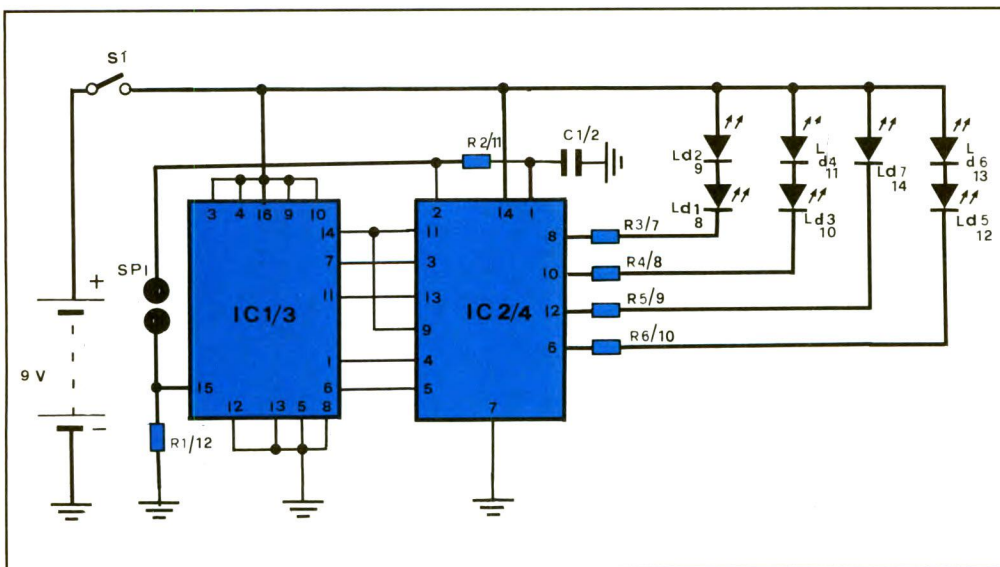 S1
R2/11
C1/2
Ld2
9
L
d4
11
Ld7
14
L
d6
13
3 4 16 9 10
2 14 1
Ld1
8
Ld3
10
Ld5
12
14
11
8
R3/7
7
3
10
R4/8
SP1
+
11
13
12
R5/9
IC1/3
IC2/4
9
6
R6/10
9 V
1
4
15
6
5
12 13 5 8
7
-
R1/12